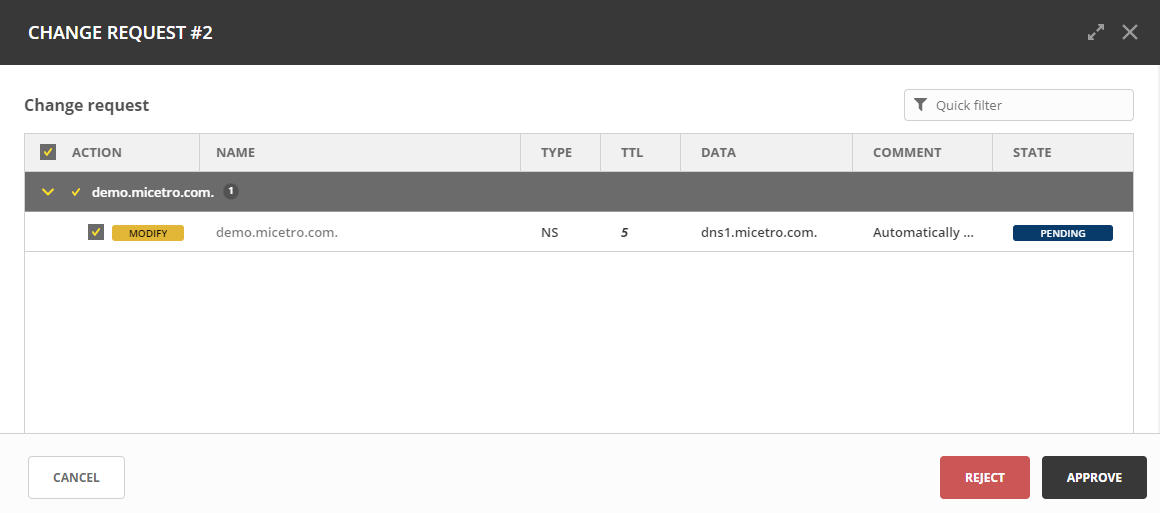 CHANGE REQUEST #2
Change request
Quick filter
ACTION NAME TYPE TTL DATA COMMENT STATE
demo.micetro.com. 1
MODIFY demo.micetro.com. NS 5 dns1.micetro.com. Automatically ... PENDING
CANCEL REJECT APPROVE